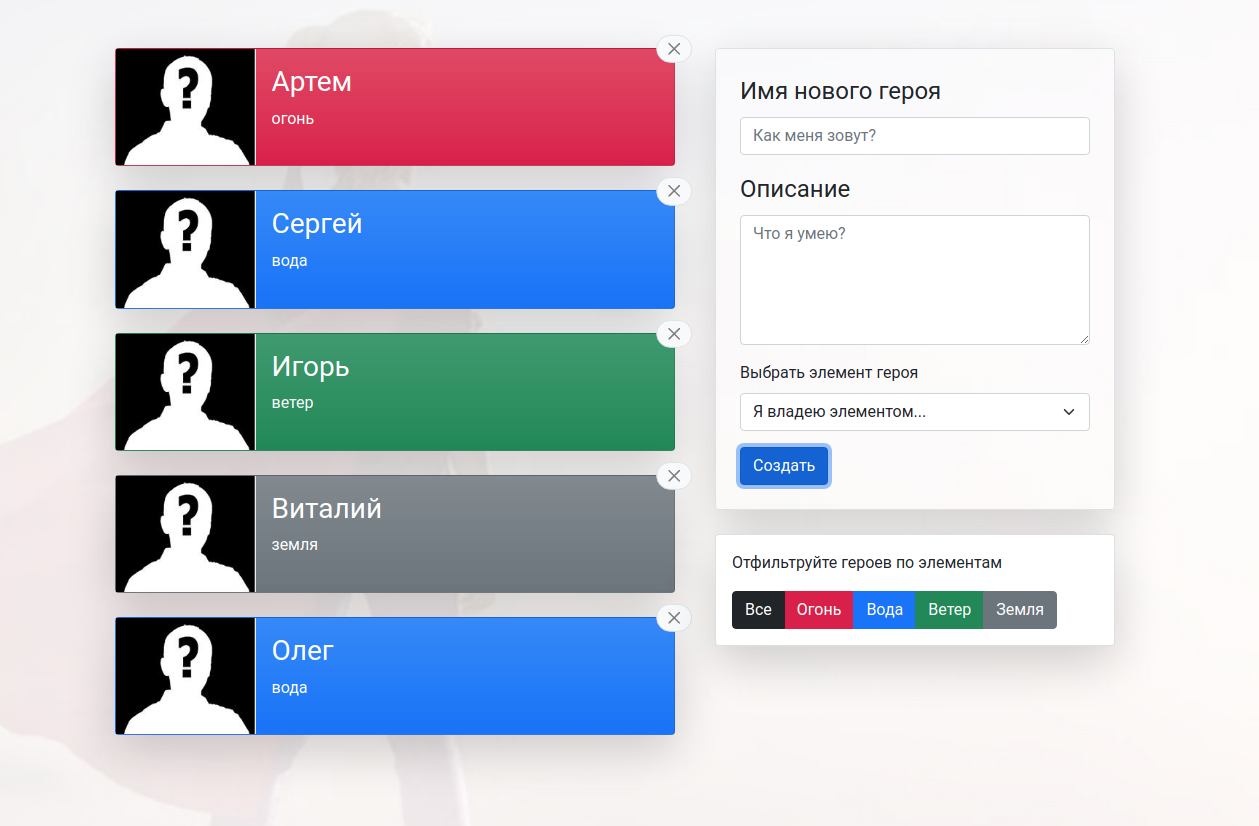 Артем
огонь
Сергей
вода
Игорь
ветер
Виталий
земля
Олег
вода
Имя нового героя
Как меня зовут?
Описание
Что я умею?
Выбрать элемент героя
Я владею элементом...
Создать
Отфильтруйте героев по элементам
Все Огонь Вода Ветер Земля